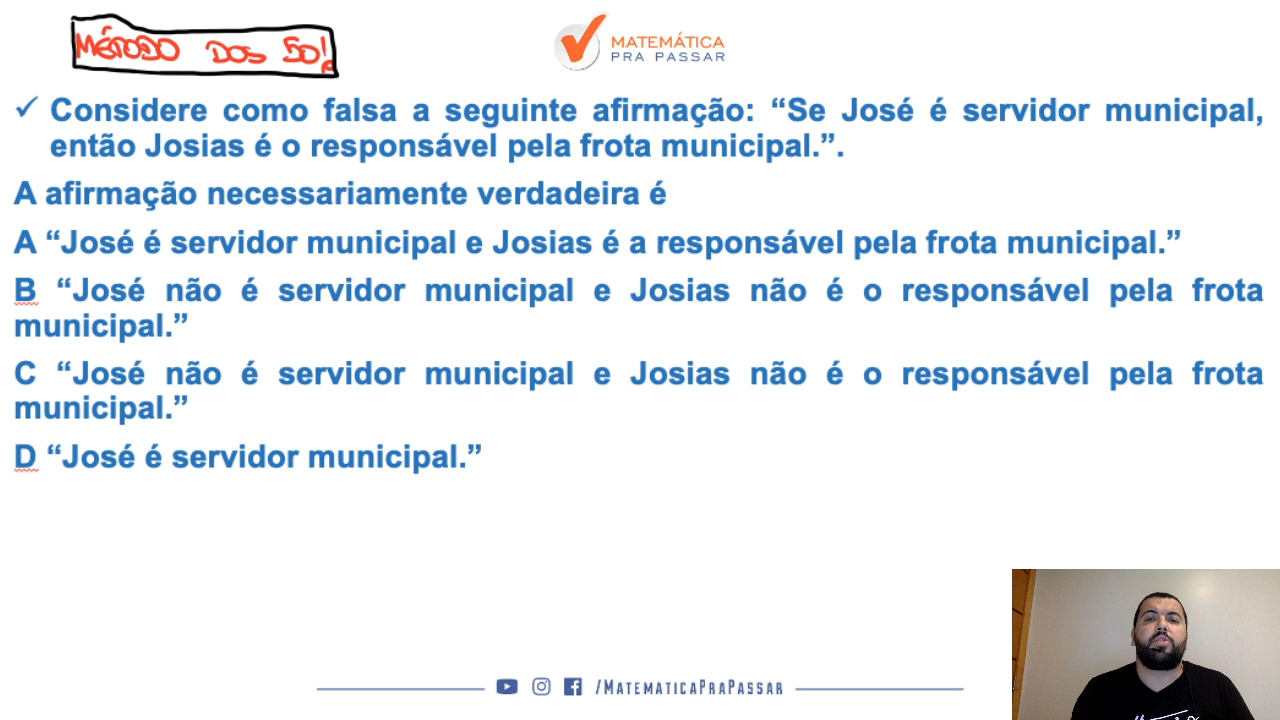 MÉTODO DOS 50!
MATEMÁTICA
PRA PASSAR
✓ Considere como falsa a seguinte afirmação: “Se José é servidor municipal,
então Josias é o responsável pela frota municipal.”.
A afirmação necessariamente verdadeira é
A “José é servidor municipal e Josias é a responsável pela frota municipal.”
B “José não é servidor municipal e Josias não é o responsável pela frota
municipal.”
C “José não é servidor municipal e Josias não é o responsável pela frota
municipal.”
D “José é servidor municipal.”
/MATEMATICAPRAPASSAR